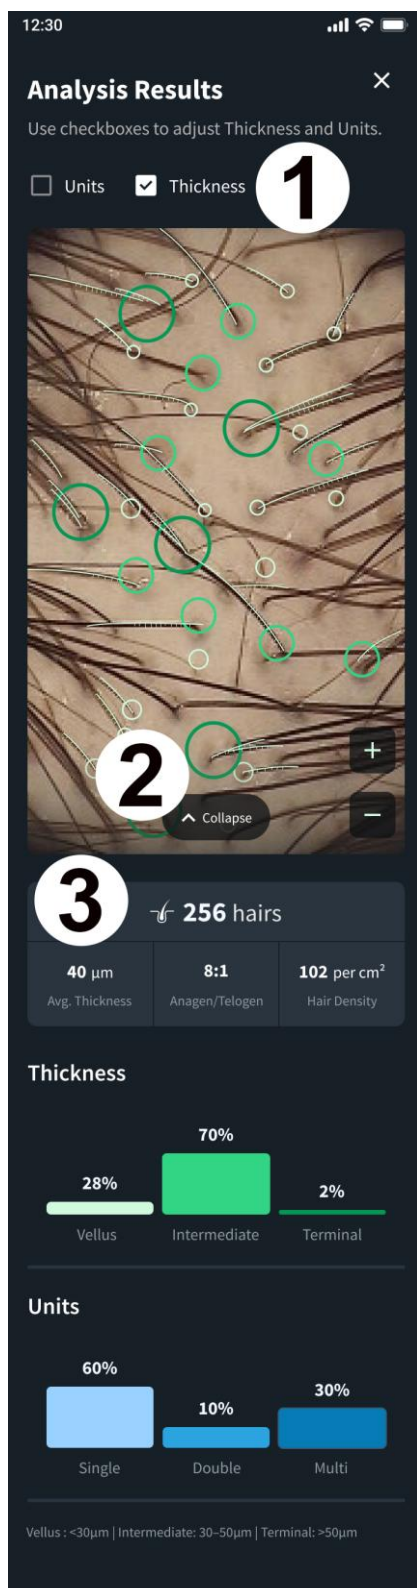 12:30
Analysis Results
Use checkboxes to adjust Thickness and Units.
Units Thickness
1
2
Collapse
+
−
3
256 hairs
40 μm 8:1 102 per cm²
Avg. Thickness Anagen/Telogen Hair Density
Thickness
70%
28% 2%
Vellus Intermediate Terminal
Units
60%
10% 30%
Single Double Multi
Vellus : <30μm | Intermediate: 30–50μm | Terminal: >50μm